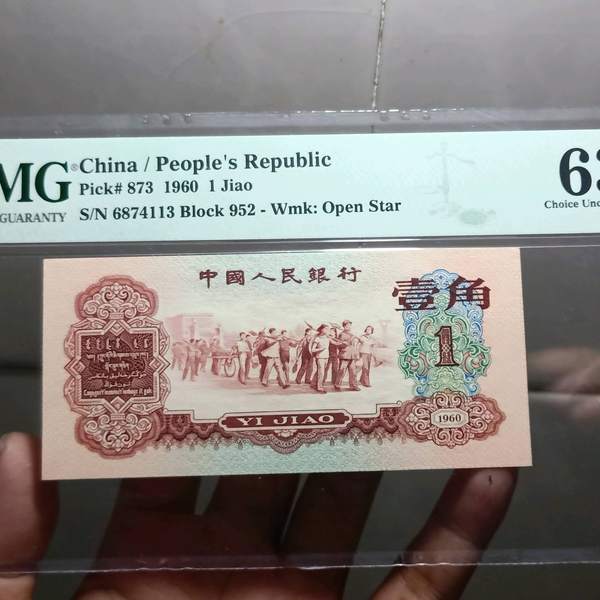 MG® China / People's Republic
GUARANTY
Pick# 873 1960 1 Jiao
S/N 6874113 Block 952 - Wmk: Open Star
63
Choice Unc
中國人民銀行
壹角
1
YI JIAO
1960